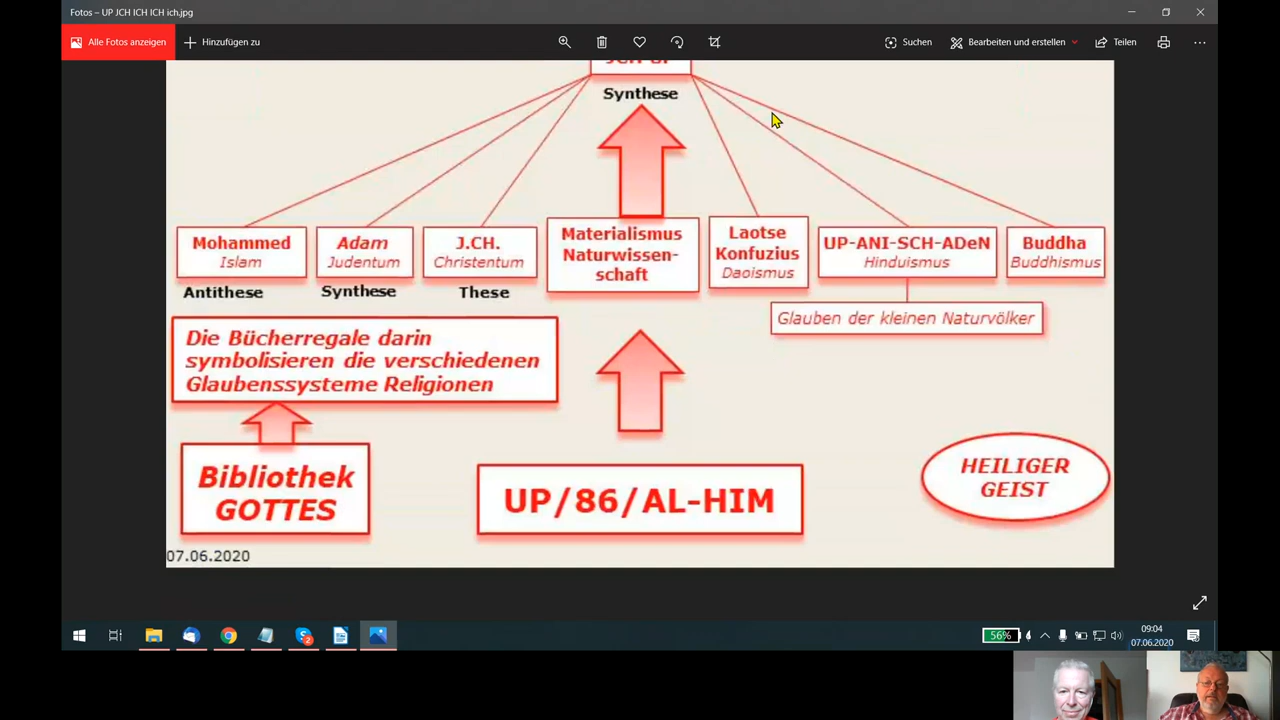 Fotos – UP JCH ICH ICH ich.jpg
Alle Fotos anzeigen
Hinzufügen zu
Suchen
Bearbeiten und erstellen
Teilen
Synthese
Mohammed
Islam
Antithese
Adam
Judentum
Synthese
J.CH.
Christentum
These
Materialismus
Naturwissen-
schaft
Laotse
Konfuzius
Daoismus
UP-ANI-SCH-ADeN
Hinduismus
Buddha
Buddhismus
Glauben der kleinen Naturvölker
Die Bücherregale darin
symbolisieren die verschiedenen
Glaubenssysteme Religionen
Bibliothek
GOTTES
UP/86/AL-HIM
HEILIGER
GEIST
07.06.2020
2
56%
09:04
07.06.2020